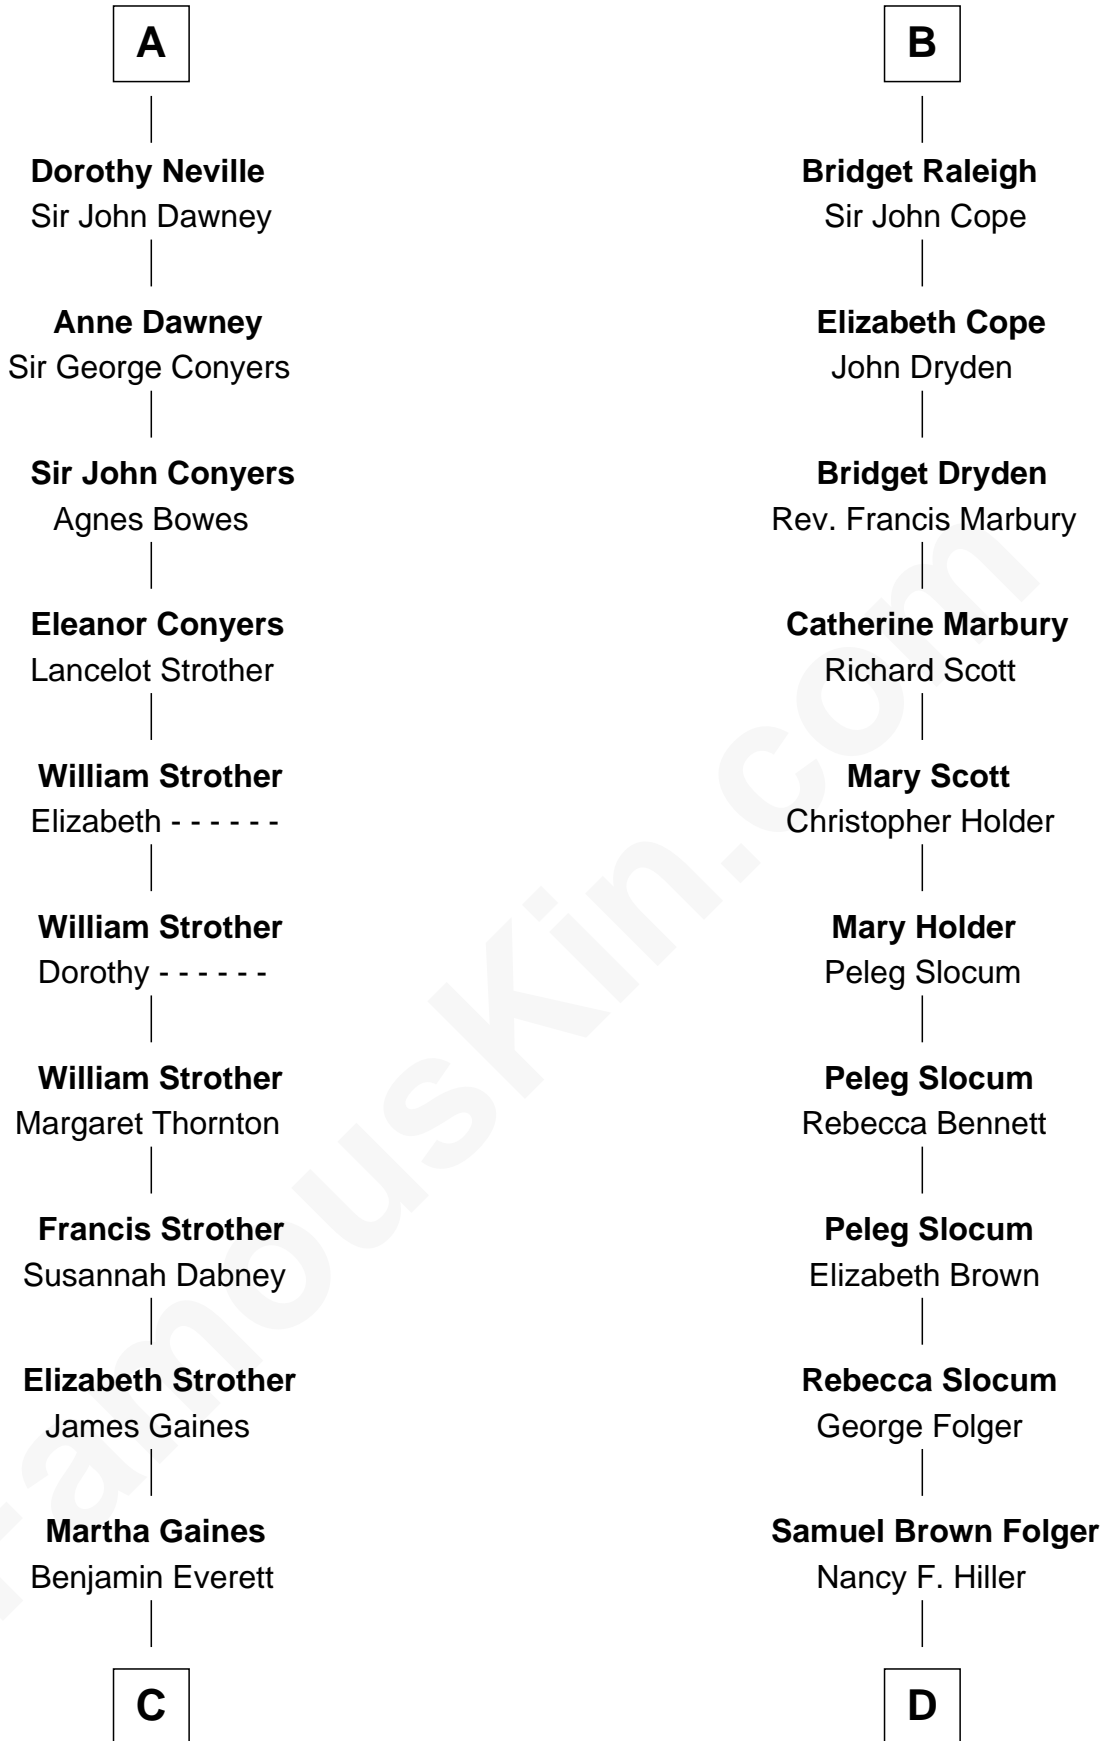 A
Dorothy Neville
Sir John Dawney
Anne Dawney
Sir George Conyers
Sir John Conyers
Agnes Bowes
Eleanor Conyers
Lancelot Strother
William Strother
Elizabeth - - - - - -
William Strother
Dorothy - - - - - -
William Strother
Margaret Thornton
Francis Strother
Susannah Dabney
Elizabeth Strother
James Gaines
Martha Gaines
Benjamin Everett
C
B
Bridget Raleigh
Sir John Cope
Elizabeth Cope
John Dryden
Bridget Dryden
Rev. Francis Marbury
Catherine Marbury
Richard Scott
Mary Scott
Christopher Holder
Mary Holder
Peleg Slocum
Peleg Slocum
Rebecca Bennett
Peleg Slocum
Elizabeth Brown
Rebecca Slocum
George Folger
Samuel Brown Folger
Nancy F. Hiller
D
FamousKin.com